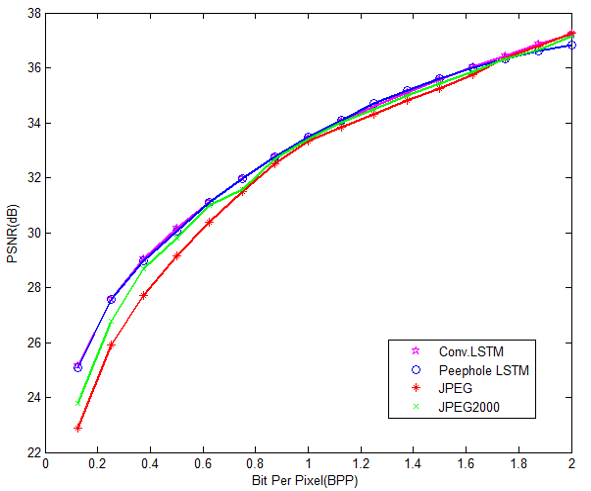 38
36
34
32
30
28
26
24
22
PSNR(dB)
0 0.2 0.4 0.6 0.8 1 1.2 1.4 1.6 1.8 2
Bit Per Pixel(BPP)
Conv.LSTM
Peephole LSTM
JPEG
JPEG2000